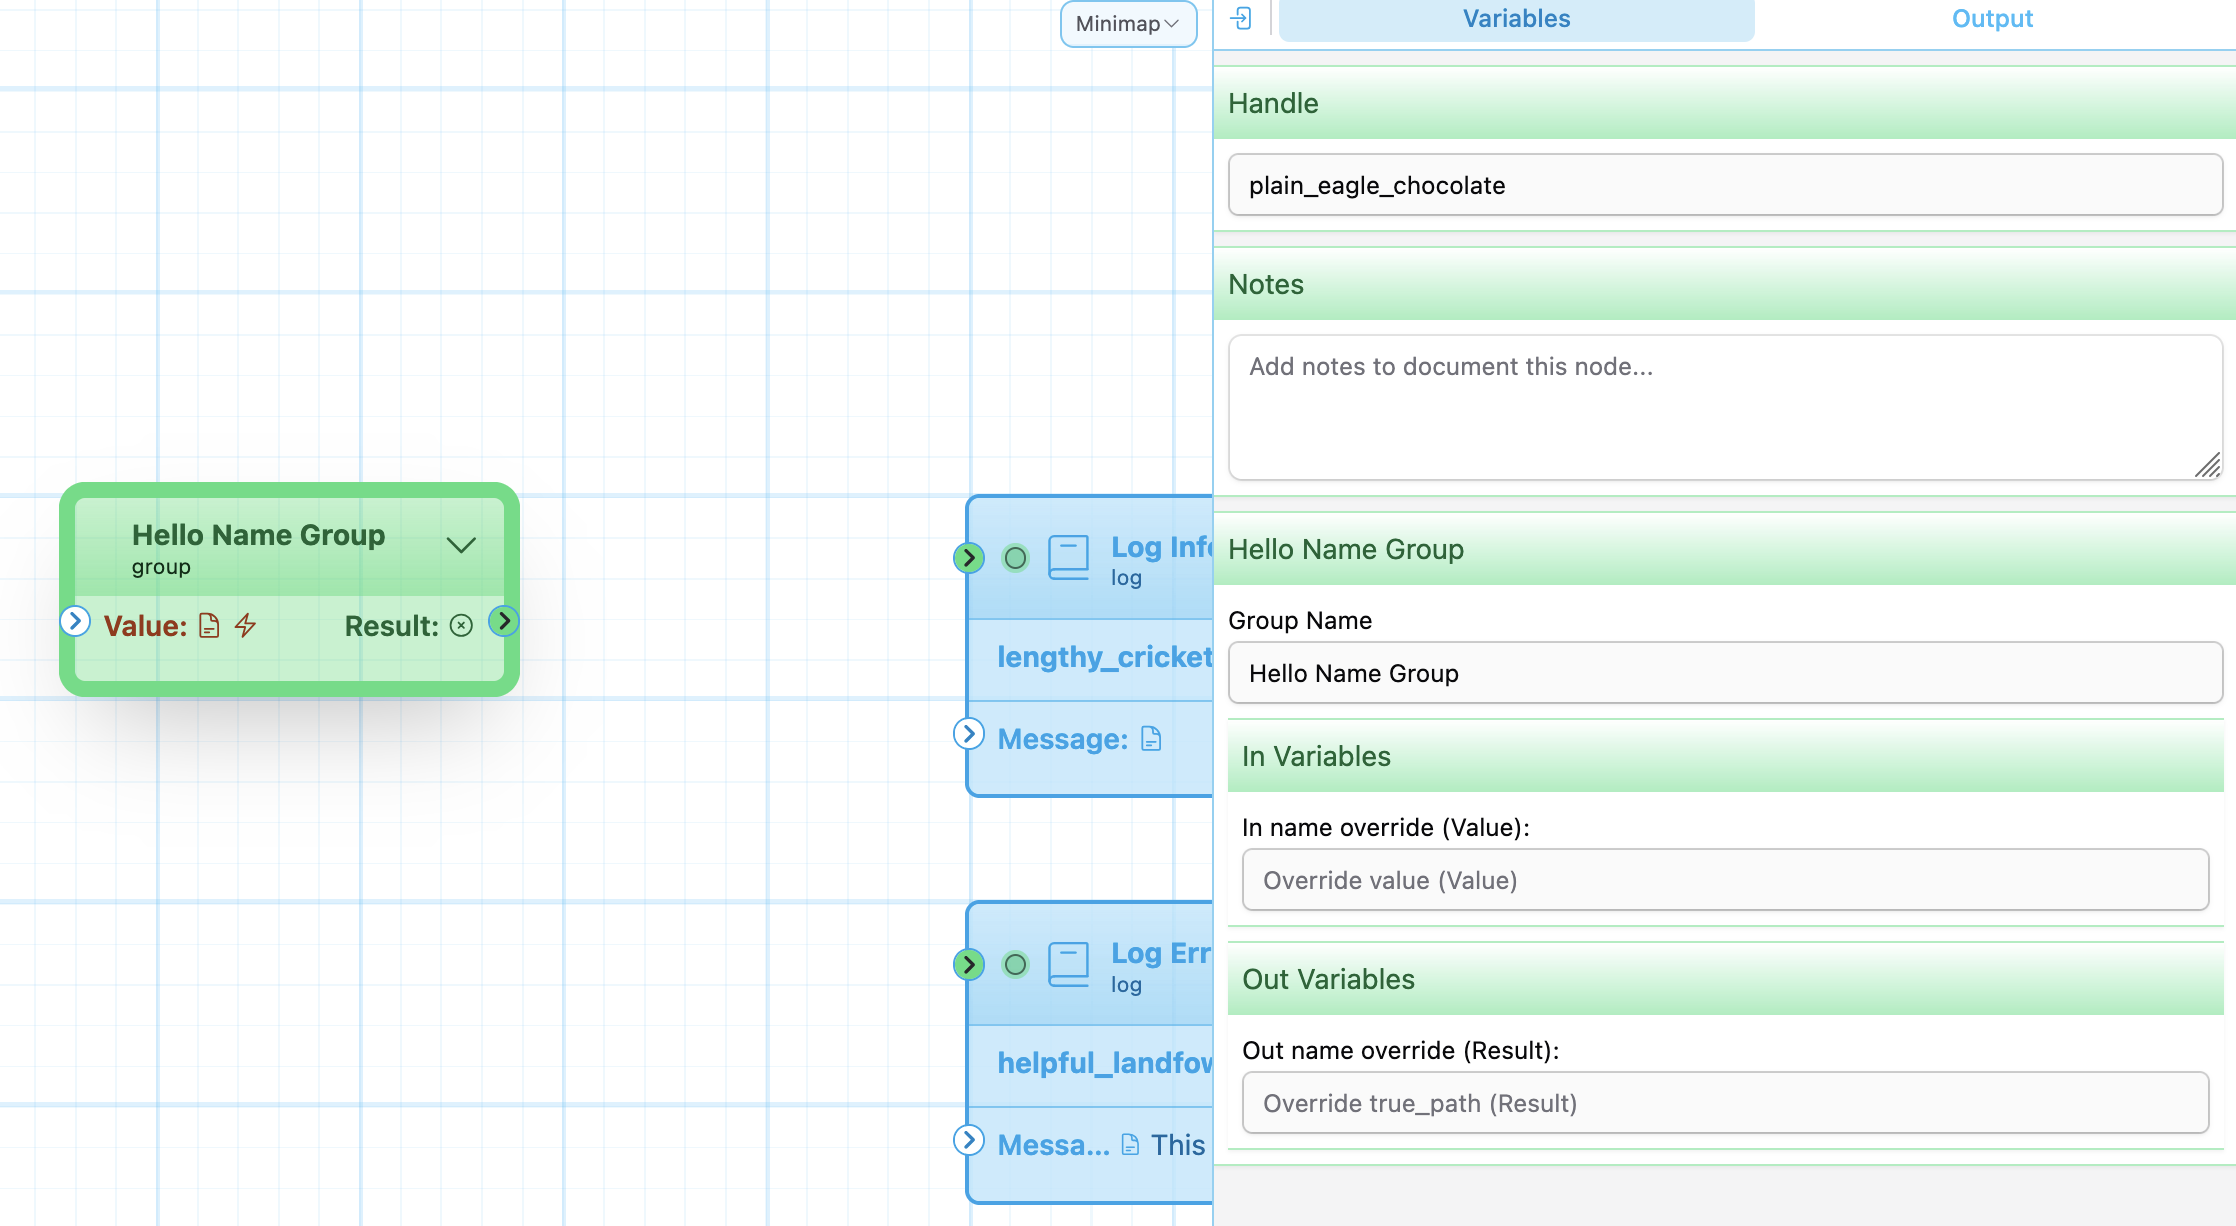 Minimap
Hello Name Group
group
Value:
Result:
Log Info
log
lengthy_cricket
Message:
Log Err
log
helpful_landfow
Messa...
This
Variables
Output
Handle
plain_eagle_chocolate
Notes
Add notes to document this node...
Hello Name Group
Group Name
Hello Name Group
In Variables
In name override (Value):
Override value (Value)
Out Variables
Out name override (Result):
Override true_path (Result)